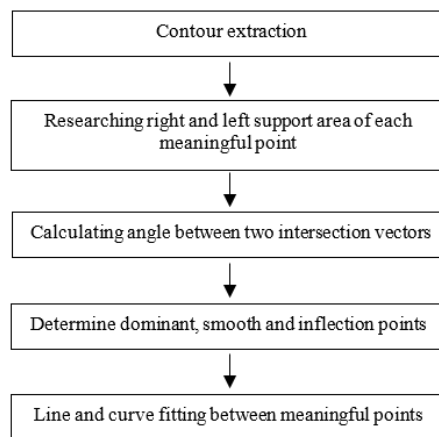 Contour extraction
Researching right and left support area of each
meaningful point
Calculating angle between two intersection vectors
Determine dominant, smooth and inflection points
Line and curve fitting between meaningful points